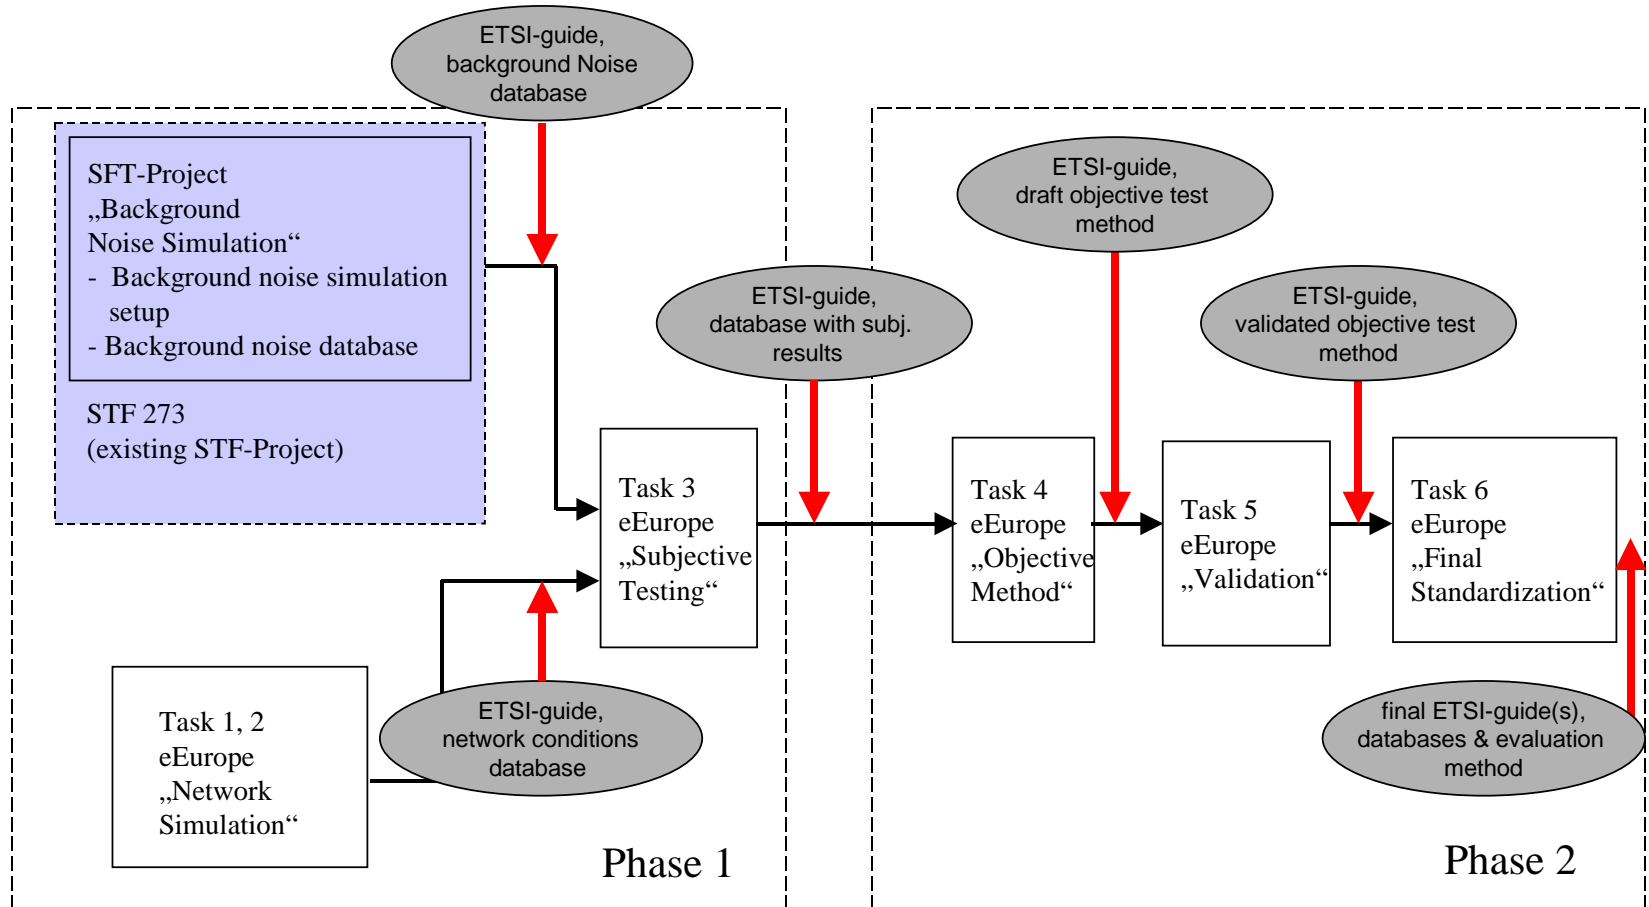 ETSI-guide,
background Noise
database
SFT-Project
„Background
Noise Simulation“
- Background noise simulation
setup
- Background noise database
STF 273
(existing STF-Project)
ETSI-guide,
draft objective test
method
ETSI-guide,
database with subj.
results
ETSI-guide,
validated objective test
method
Task 3
eEurope
„Subjective
Testing“
Task 4
eEurope
„Objective
Method“
Task 5
eEurope
„Validation“
Task 6
eEurope
„Final
Standardization“
Task 1, 2
eEurope
„Network
Simulation“
ETSI-guide,
network conditions
database
final ETSI-guide(s),
databases & evaluation
method
Phase 1
Phase 2